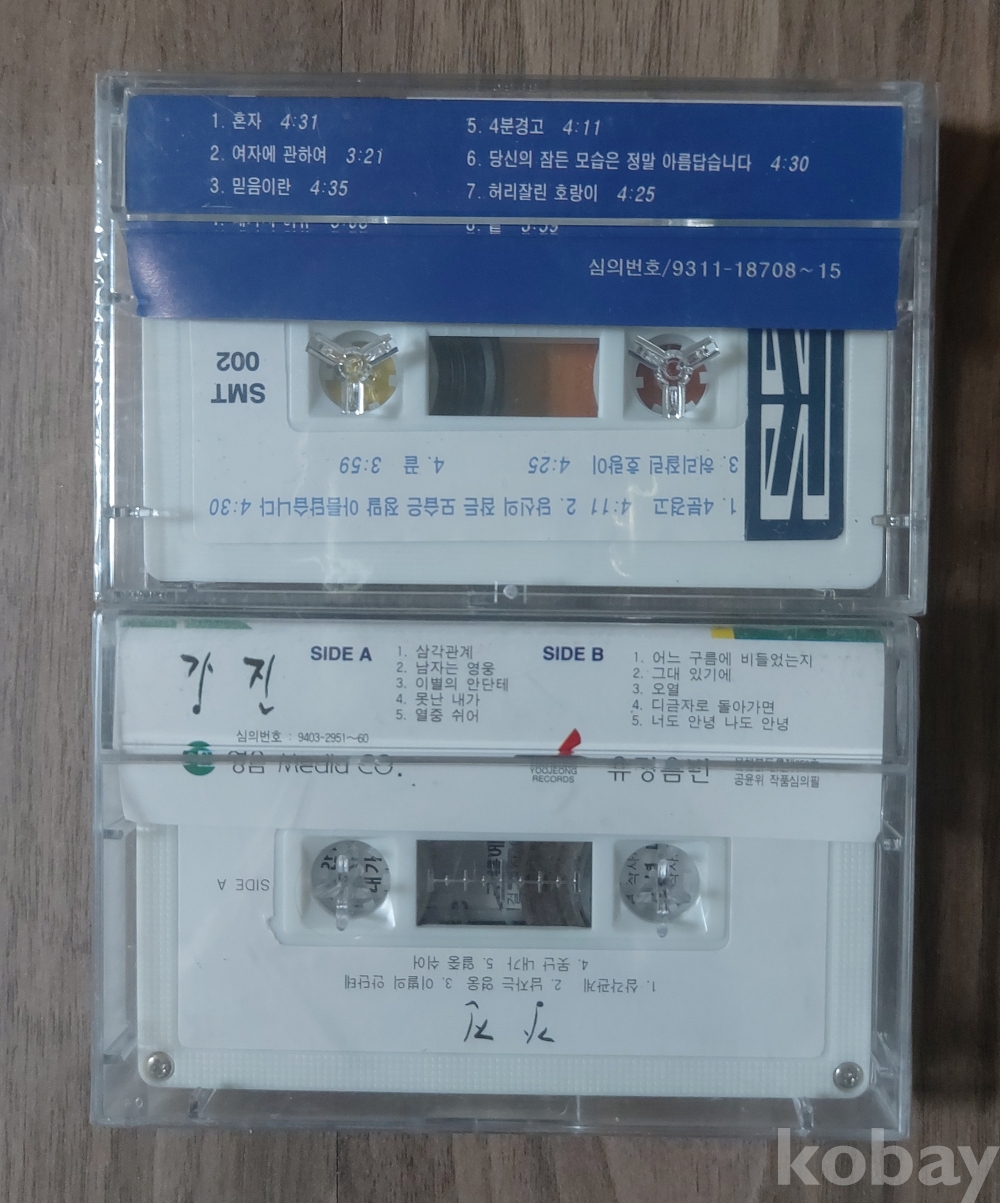 1. 혼자 4:31
2. 여자에 관하여 3:21
3. 믿음이란 4:35
5. 4분경고 4:11
6. 당신의 잠든 모습은 정말 아름답습니다 4:30
7. 허리잘린 호랑이 4:25
8. 끝 3:59
심의번호/9311-18708~15
SMT
002
3. 허리잘린 호랑이 4:25 4. 끝 3:59
1. 4분경고 4:11 2. 당신의 잠든 모습은 정말 아름답습니다 4:30
강 진
SIDE A
1. 삼각관계
2. 남자는 영웅
3. 이별의 안단테
4. 못난 내가
5. 열중 쉬어
SIDE B
1. 어느 구름에 비들었는지
2. 그대 있기에
3. 오열
4. 디귿자로 돌아가면
5. 너도 안녕 나도 안녕
심의번호 : 9403-2951~60
영음 Media CO.
YOOJEONG
RECORDS
유정음반
공윤위 작품심의필
SIDE A
4. 못난 내가 5. 열중 쉬어
1. 삼각관계 2. 남자는 영웅 3. 이별의 안단테
강 진
kobay